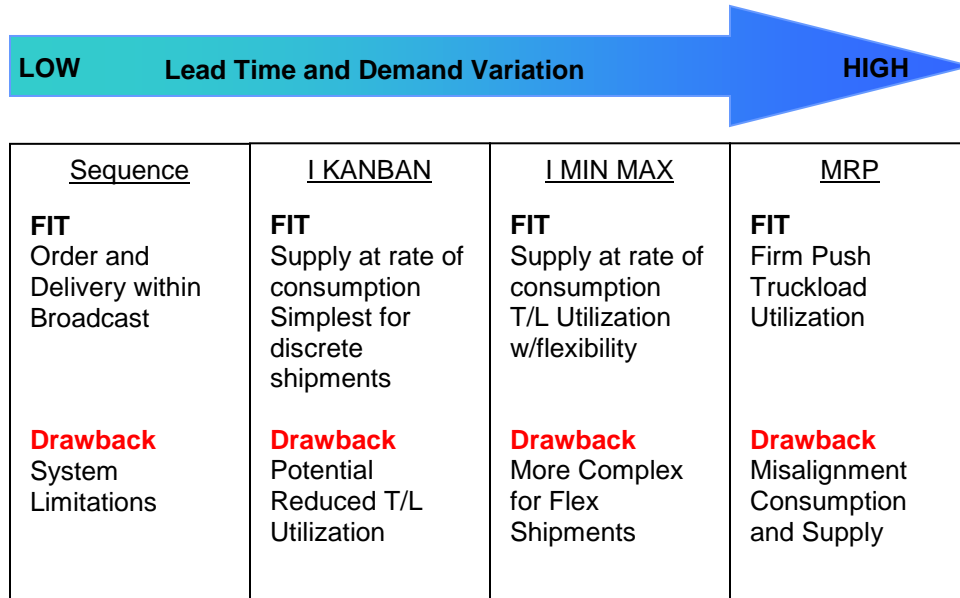 LOW Lead Time and Demand Variation HIGH
Sequence
FIT
Order and
Delivery within
Broadcast
Drawback
System
Limitations
I KANBAN
FIT
Supply at rate of
consumption
Simplest for
discrete
shipments
Drawback
Potential
Reduced T/L
Utilization
I MIN MAX
FIT
Supply at rate of
consumption
T/L Utilization
w/flexibility
Drawback
More Complex
for Flex
Shipments
MRP
FIT
Firm Push
Truckload
Utilization
Drawback
Misalignment
Consumption
and Supply